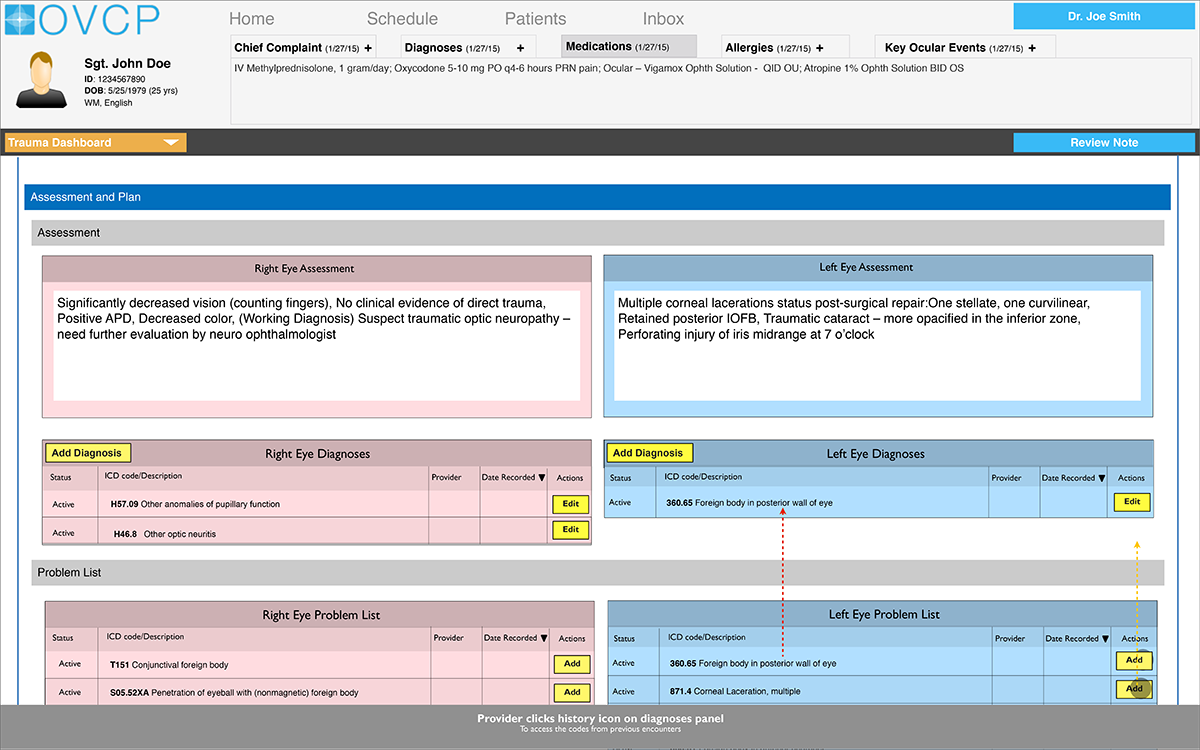 OVCP
Home Schedule Patients Inbox
Dr. Joe Smith
Sgt. John Doe
ID: 1234567890
DOB: 5/25/1979 (25 yrs)
WM, English
Chief Complaint (1/27/15) + Diagnoses (1/27/15) + Medications (1/27/15) Allergies (1/27/15) + Key Ocular Events (1/27/15) +
IV Methylprednisolone, 1 gram/day; Oxycodone 5-10 mg PO q4-6 hours PRN pain; Ocular – Vigamox Ophth Solution - QID OU; Atropine 1% Ophth Solution BID OS
Trauma Dashboard
Review Note
Assessment and Plan
Assessment
Right Eye Assessment
Significantly decreased vision (counting fingers), No clinical evidence of direct trauma,
Positive APD, Decreased color, (Working Diagnosis) Suspect traumatic optic neuropathy –
need further evaluation by neuro ophthalmologist
Left Eye Assessment
Multiple corneal lacerations status post-surgical repair:One stellate, one curvilinear,
Retained posterior IOFB, Traumatic cataract – more opacified in the inferior zone,
Perforating injury of iris midrange at 7 o'clock
Add Diagnosis Right Eye Diagnoses
Status ICD code/Description Provider Date Recorded ▼ Actions
Active H57.09 Other anomalies of pupillary function Edit
Active H46.8 Other optic neuritis Edit
Add Diagnosis Left Eye Diagnoses
Status ICD code/Description Provider Date Recorded ▼ Actions
Active 360.65 Foreign body in posterior wall of eye Edit
Problem List
Right Eye Problem List
Status ICD code/Description Provider Date Recorded ▼ Actions
Active T151 Conjunctival foreign body Add
Active S05.52XA Penetration of eyeball with (nonmagnetic) foreign body Add
Left Eye Problem List
Status ICD code/Description Provider Date Recorded ▼ Actions
Active 360.65 Foreign body in posterior wall of eye Add
Active 871.4 Corneal Laceration, multiple Add
Provider clicks history icon on diagnoses panel
To access the codes from previous encounters